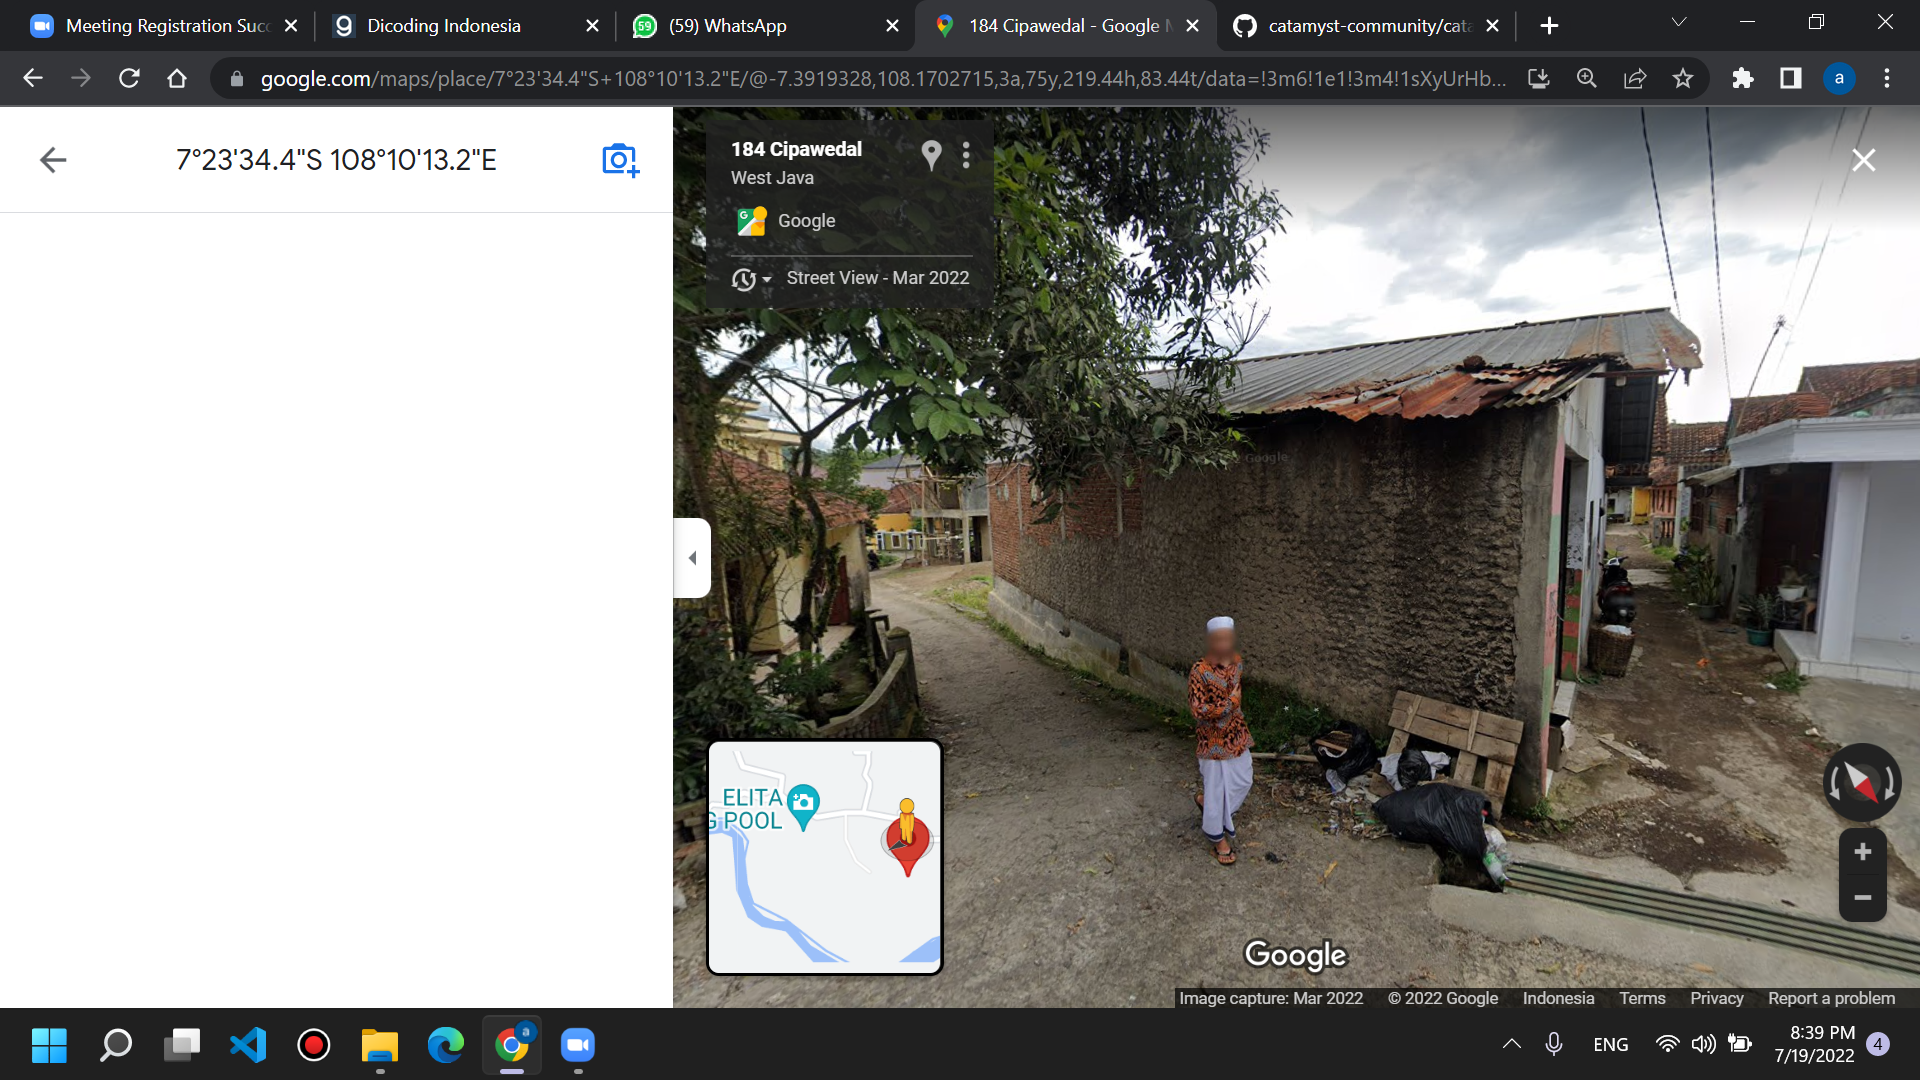 Meeting Registration Succ
Dicoding Indonesia
(59) WhatsApp
184 Cipawedal - Google M
catamyst-community/cata
google.com/maps/place/7°23'34.4"S+108°10'13.2"E/@-7.3919328,108.1702715,3a,75y,219.44h,83.44t/data=!3m6!1e1!3m4!1sXyUrHb...
a
7°23'34.4"S 108°10'13.2"E
184 Cipawedal
West Java
Google
Street View - Mar 2022
Google
ELITA
G POOL
Google
Image capture: Mar 2022 © 2022 Google Indonesia Terms Privacy Report a problem
a
ENG
8:39 PM
7/19/2022
4